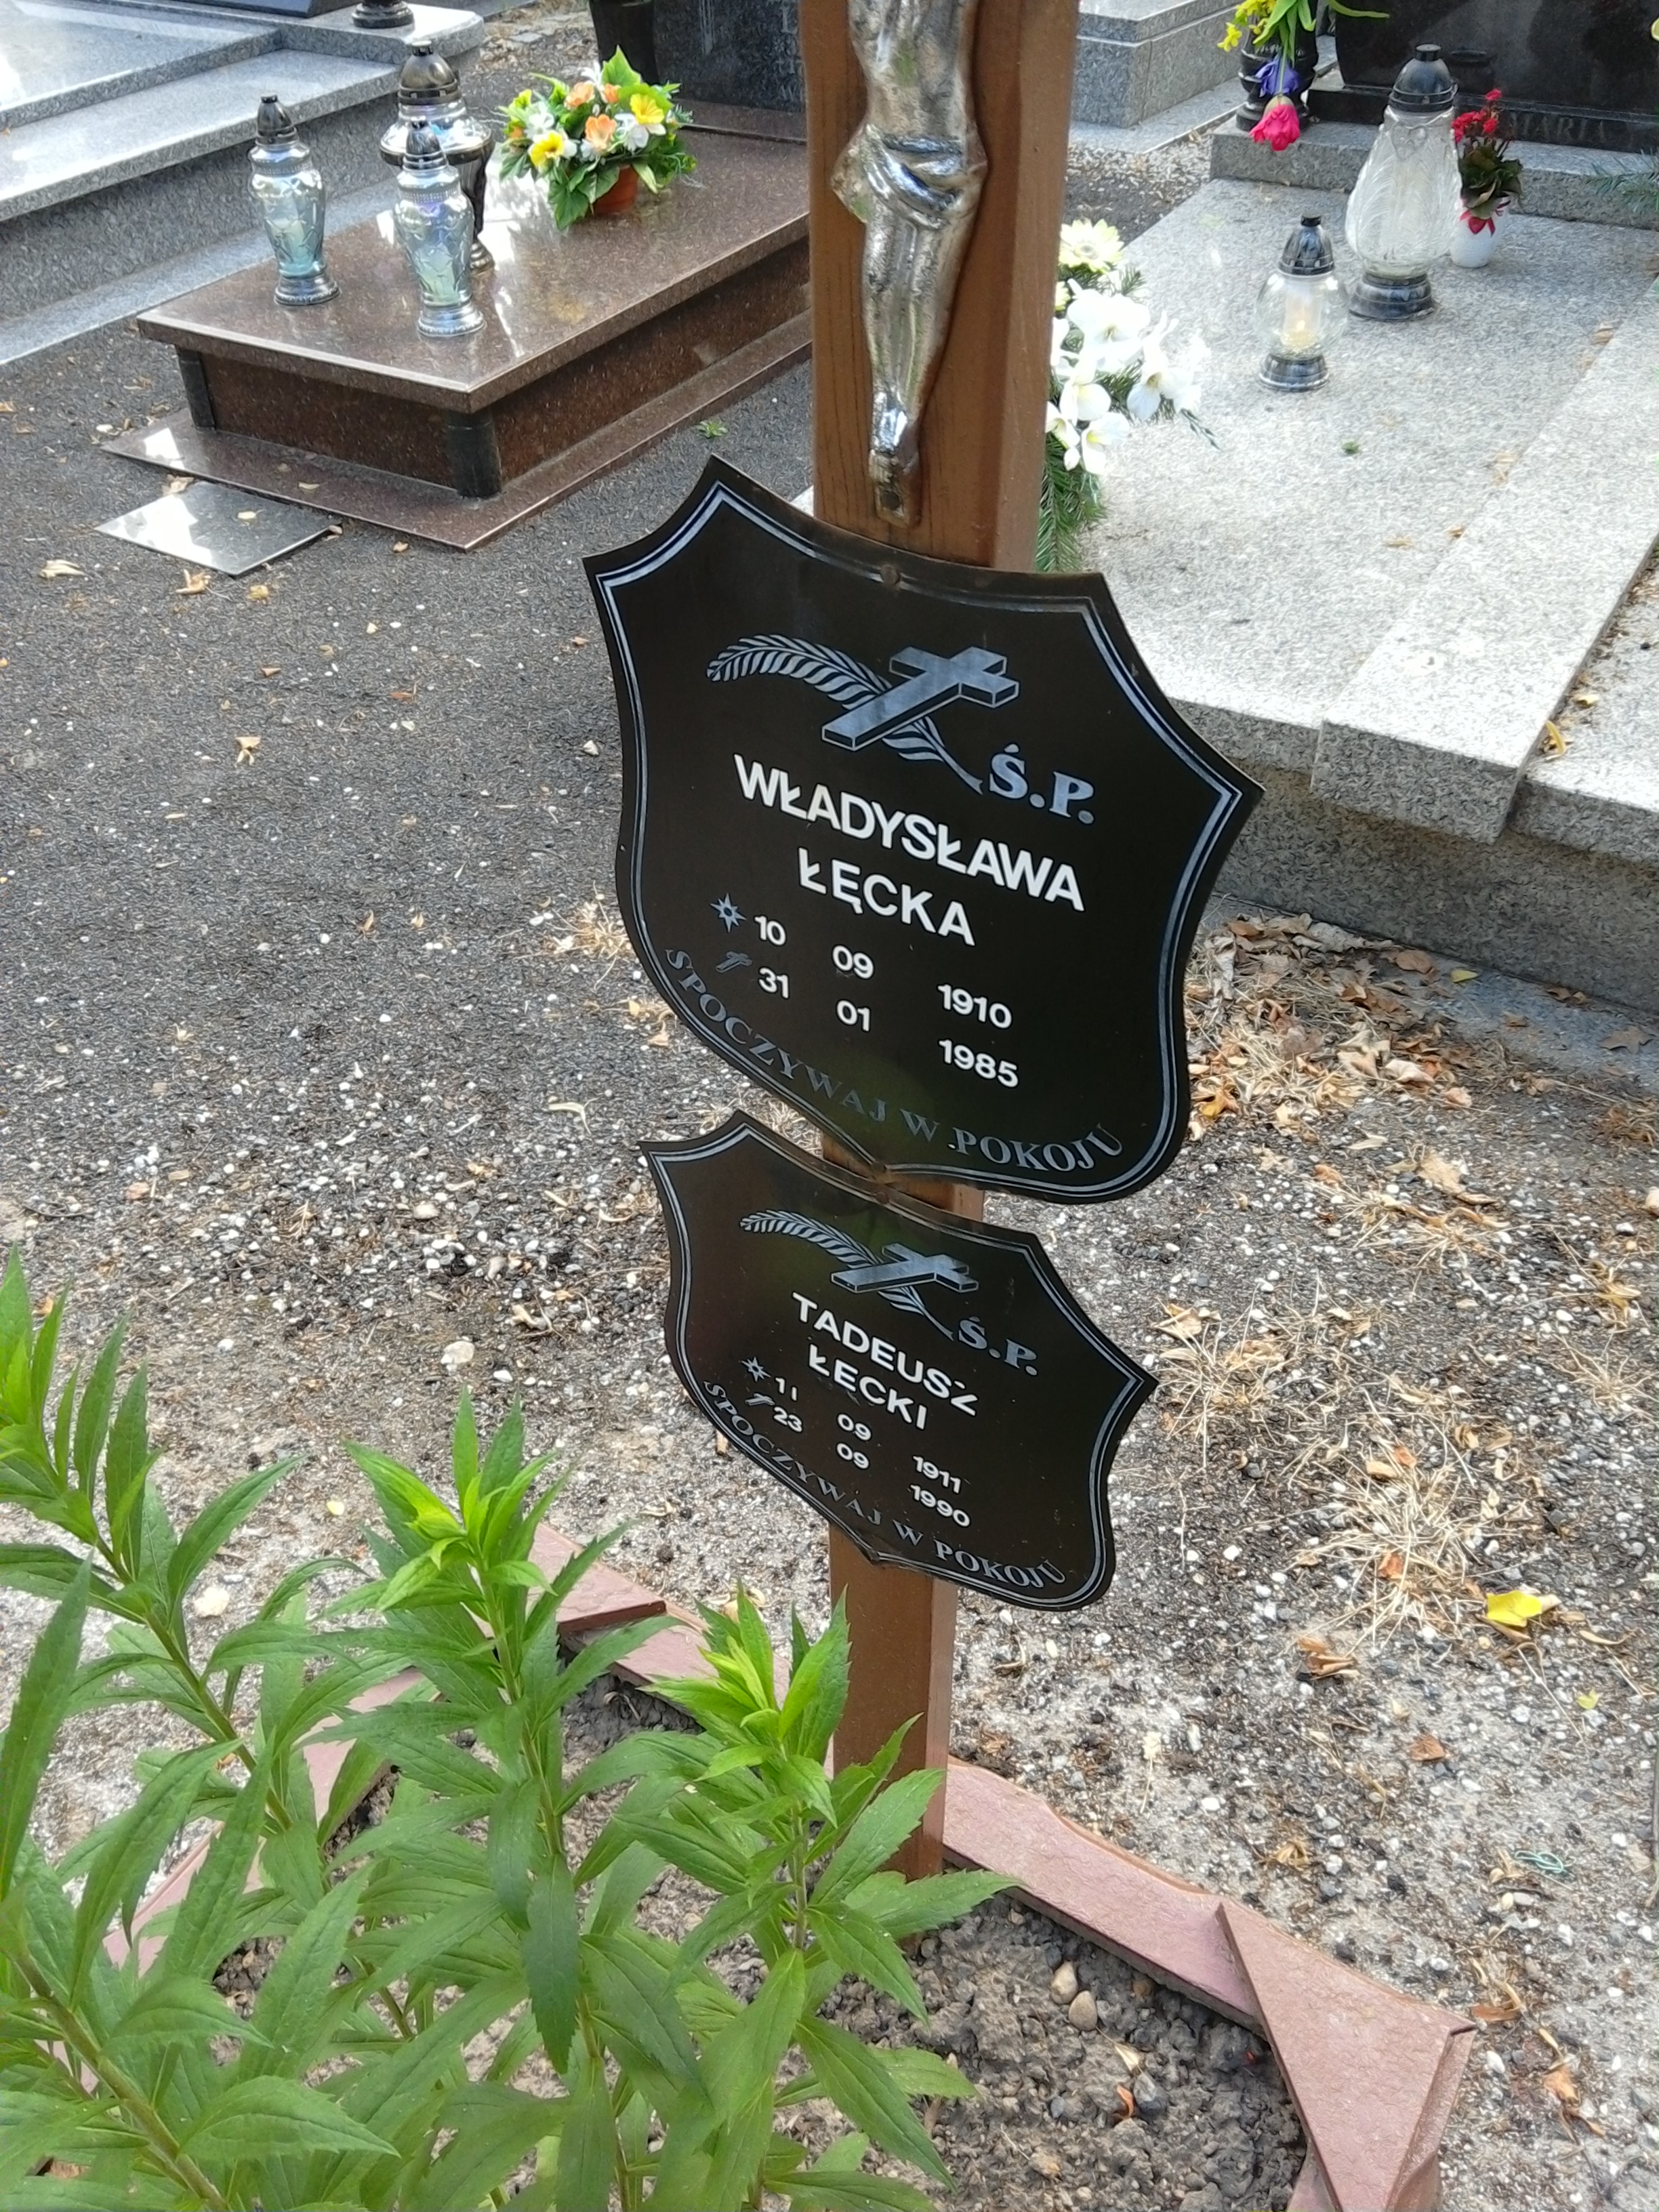 MARIA
Ś.P.
WŁADYSŁAWA
ŁĘCKA
10 09 1910
31 01 1985
SPOCZYWAJ W POKOJU
Ś.P.
TADEUSZ
ŁĘCKI
11 09 1911
23 09 1990
SPOCZYWAJ W POKOJU